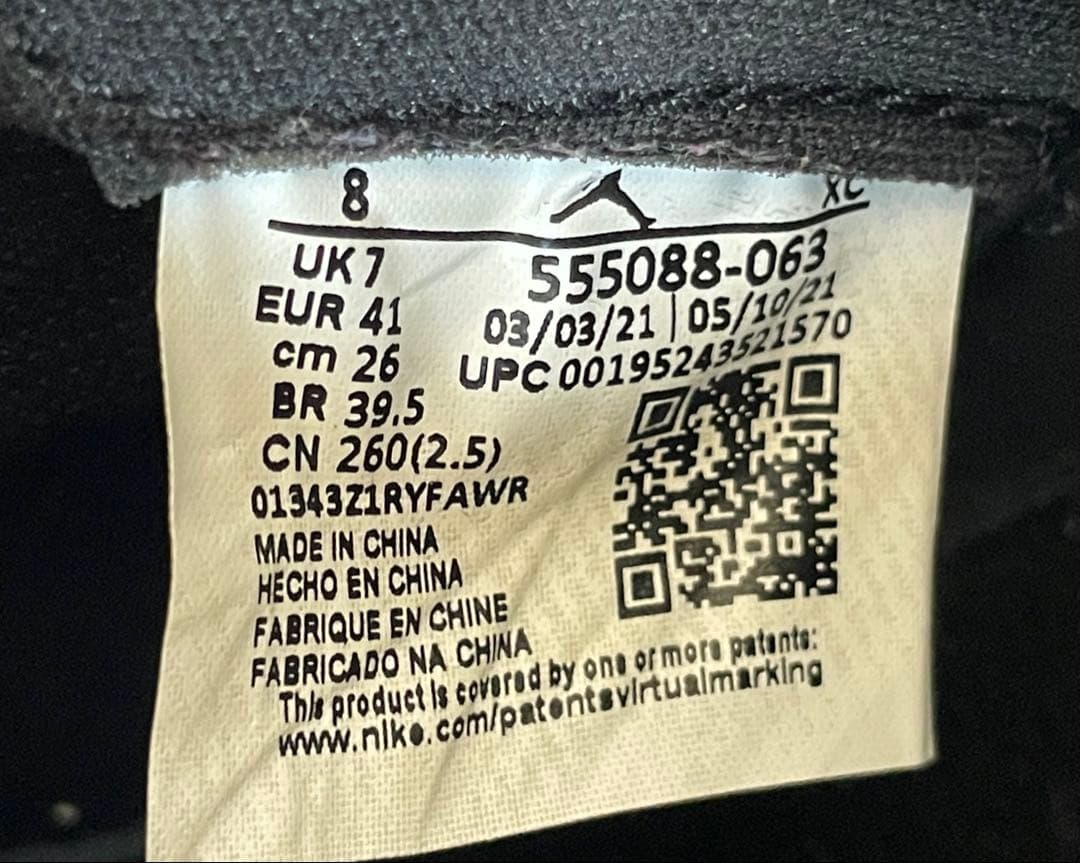 8 XC
UK 7 555088-063
EUR 41 03/03/21 | 05/10/21
cm 26 UPC 00195243521570
BR 39.5
CN 260(2.5)
01343Z1RYFAWR
MADE IN CHINA
HECHO EN CHINA
FABRIQUE EN CHINE
FABRICADO NA CHINA
This product is covered by one or more patents:
www.nike.com/patentsvirtualmarking